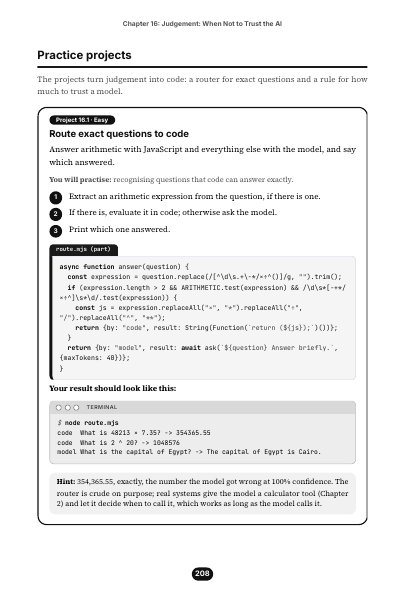 Chapter 16: Judgement: When Not to Trust the AI
Practice projects
The projects turn judgement into code: a router for exact questions and a rule for how
much to trust a model.
Project 16.1 · Easy
Route exact questions to code
Answer arithmetic with JavaScript and everything else with the model, and say
which answered.
You will practise: recognising questions that code can answer exactly.
1 Extract an arithmetic expression from the question, if there is one.
2 If there is, evaluate it in code; otherwise ask the model.
3 Print which one answered.
route.mjs (part)
async function answer(question) {
const expression = question.replace(/[^\d\s.+\-*/×÷^()]/g, "").trim();
if (expression.length > 2 && ARITHMETIC.test(expression) && /\d\s*[-+*/
×÷^]\s*\d/.test(expression)) {
const js = expression.replaceAll("×", "*").replaceAll("÷",
"/").replaceAll("^", "**");
return {by: "code", result: String(Function(`return (${js});`)())};
}
return {by: "model", result: await ask(`${question} Answer briefly.`,
{maxTokens: 40})};
}
Your result should look like this:
TERMINAL
$ node route.mjs
code What is 48213 × 7.35? -> 354365.55
code What is 2 ^ 20? -> 1048576
model What is the capital of Egypt? -> The capital of Egypt is Cairo.
Hint: 354,365.55, exactly, the number the model got wrong at 100% confidence. The
router is crude on purpose; real systems give the model a calculator tool (Chapter
2) and let it decide when to call it, which works as long as the model calls it.
208